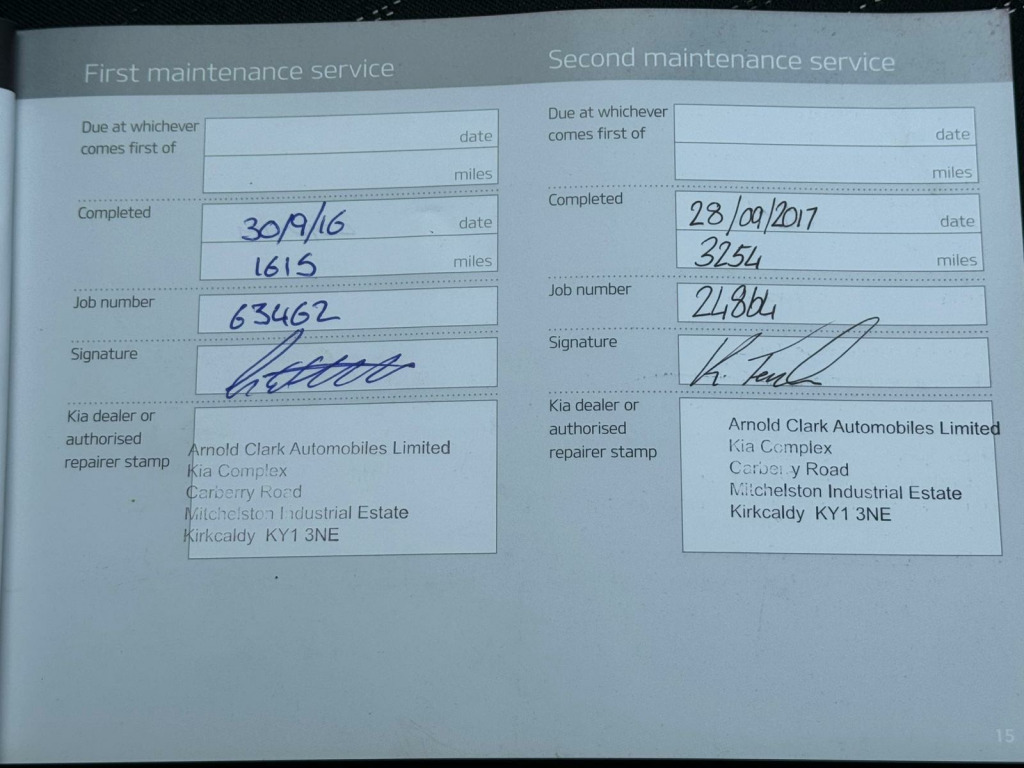 First maintenance service
Due at whichever
comes first of
date
miles
Completed
30/9/16 date
1615 miles
Job number
63462
Signature
Kia dealer or
authorised
repairer stamp
Arnold Clark Automobiles Limited
Kia Complex
Carberry Road
Mitchelston Industrial Estate
Kirkcaldy KY1 3NE
Second maintenance service
Due at whichever
comes first of
date
miles
Completed
28/09/2017 date
3254 miles
Job number
24864
Signature
Kia dealer or
authorised
repairer stamp
Arnold Clark Automobiles Limited
Kia Complex
Carberry Road
Mitchelston Industrial Estate
Kirkcaldy KY1 3NE
15